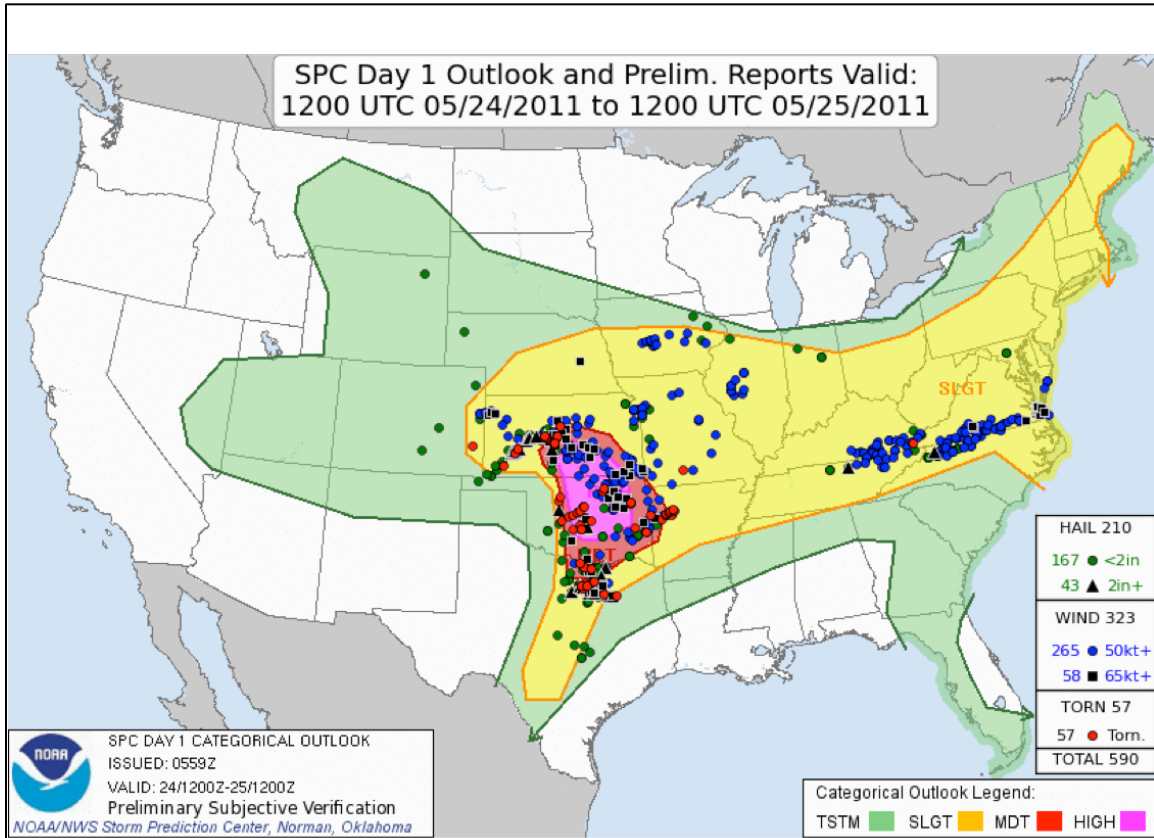 SPC Day 1 Outlook and Prelim. Reports Valid:
1200 UTC 05/24/2011 to 1200 UTC 05/25/2011
SLGT
HAIL 210
167 <2in
43 2in+
WIND 323
265 50kt+
58 65kt+
TORN 57
57 Torn.
TOTAL 590
NOAA
SPC DAY 1 CATEGORICAL OUTLOOK
ISSUED: 0559Z
VALID: 24/1200Z-25/1200Z
Preliminary Subjective Verification
NOAA/NWS Storm Prediction Center, Norman, Oklahoma
Categorical Outlook Legend:
TSTM SLGT MDT HIGH